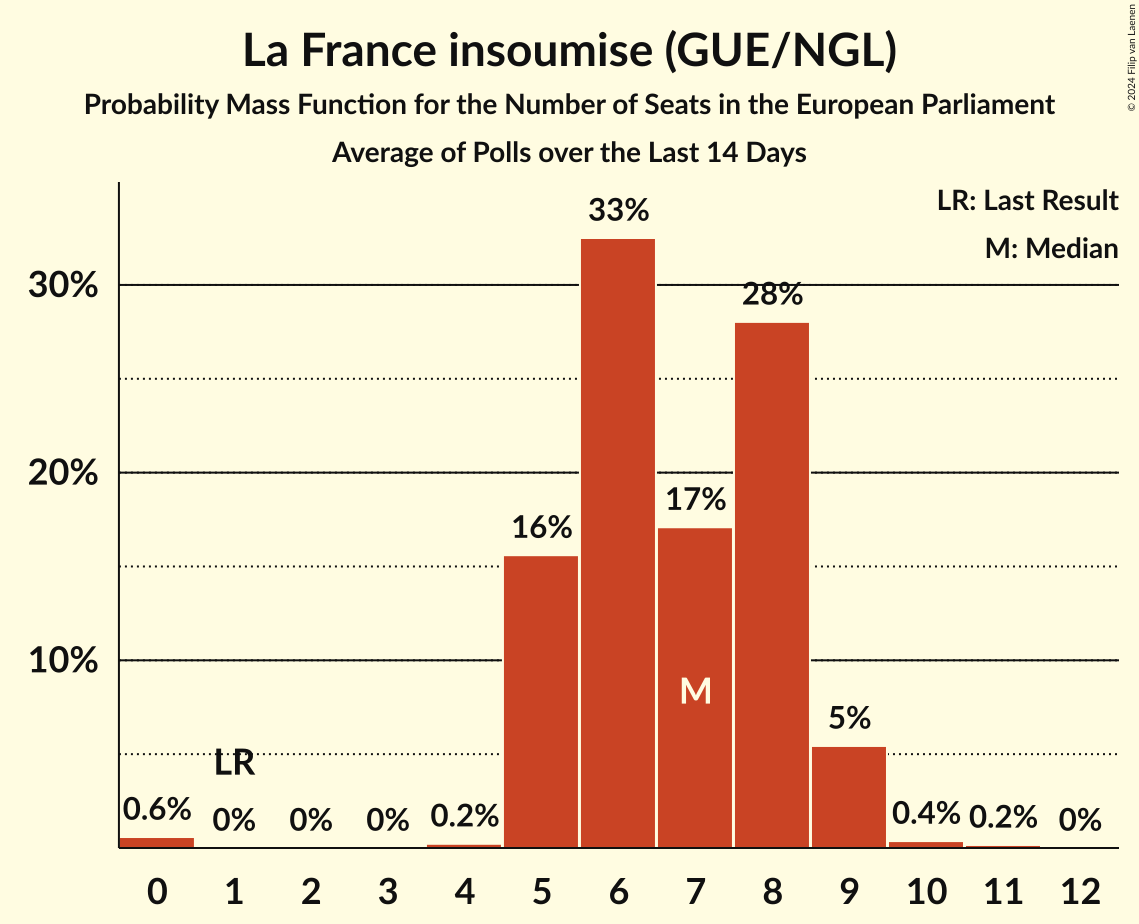 La France insoumise (GUE/NGL)
Probability Mass Function for the Number of Seats in the European Parliament
Average of Polls over the Last 14 Days
© 2024 Filip van Laenen
LR: Last Result
M: Median
33%
30%
28%
20%
17%
16%
10%
M
5%
LR
0.6%
0%
0%
0%
0.2%
0.4%
0.2%
0%
0 1 2 3 4 5 6 7 8 9 10 11 12